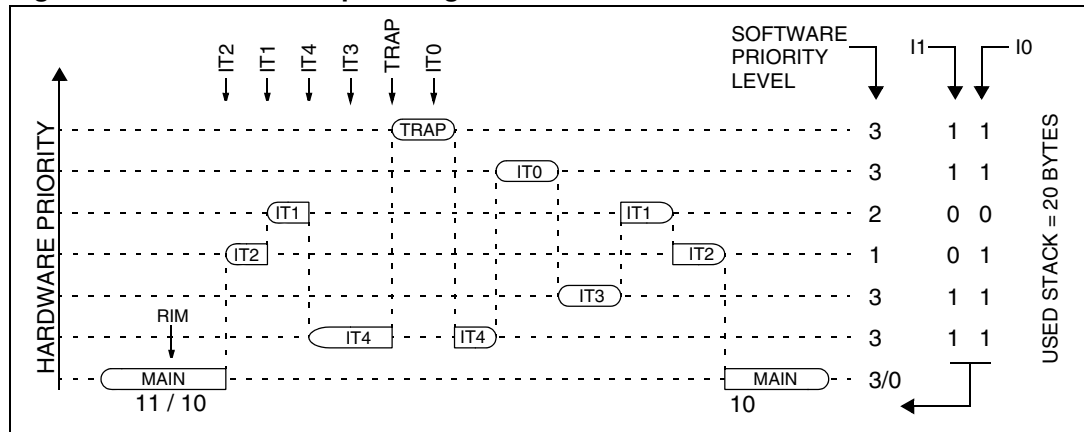 IT2
IT1
IT4
IT3
TRAP
IT0
SOFTWARE
PRIORITY
LEVEL
I1
I0
HARDWARE PRIORITY
TRAP
3
1 1
IT0
3
1 1
IT1
IT1
2
0 0
IT2
IT2
1
0 1
IT3
3
1 1
RIM
IT4
IT4
3
1 1
MAIN
MAIN
3/0
11 / 10
10
USED STACK = 20 BYTES